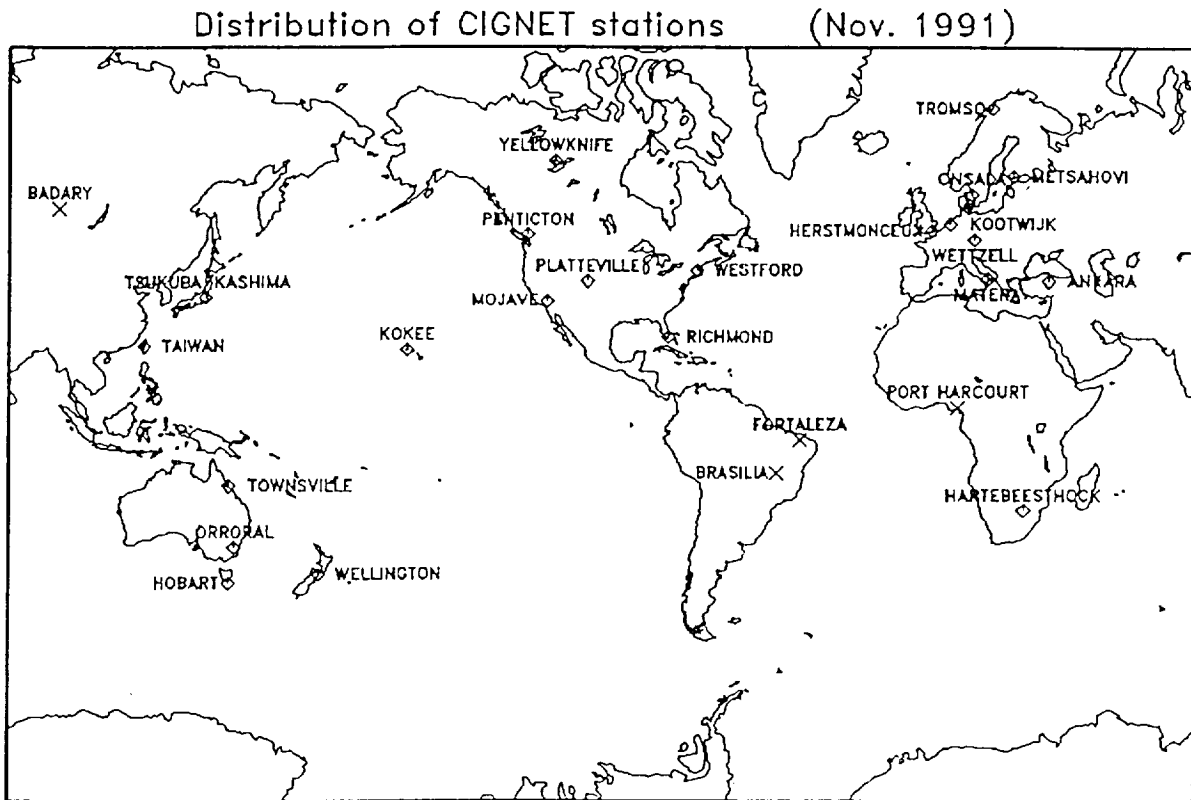 Distribution of CIGNET stations (Nov. 1991)
TROMSO
YELLOWKNIFE
BADARY
ONSALA
METSAHOVI
PENTICTON
HERSTMONCEUX
KOOTWIJK
WETTZELL
PLATTEVILLE
WESTFORD
TSUKUBA/KASHIMA
MATERA
ANKARA
MOJAVE
KOKEE
RICHMOND
TAIWAN
PORT HARCOURT
FORTALEZA
BRASILIA
TOWNSVILLE
HARTEBEESTHOCK
ORRORAL
HOBART
WELLINGTON